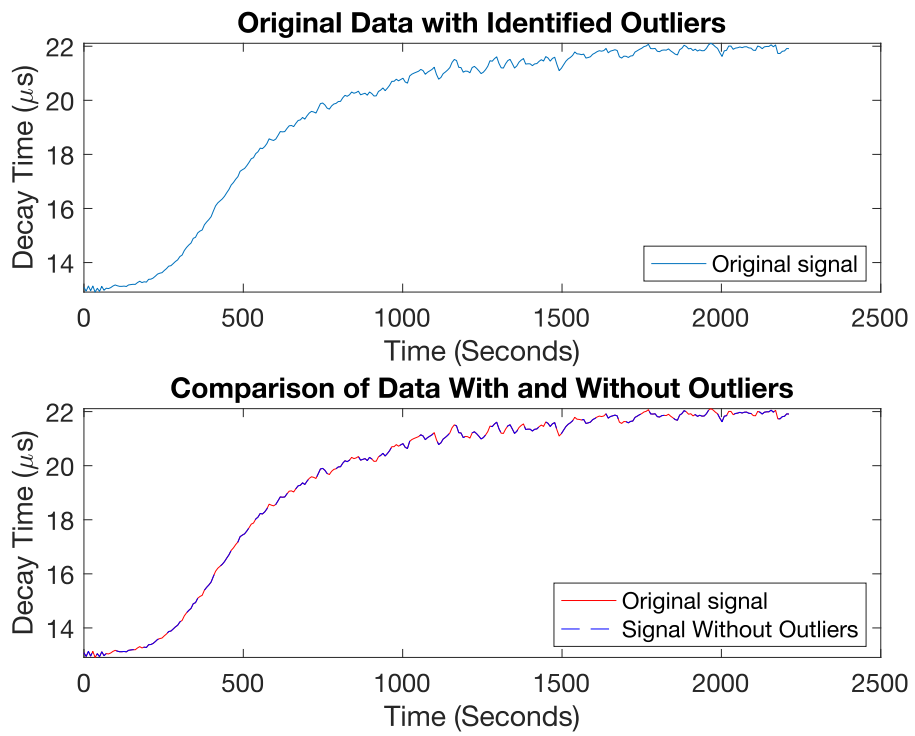 Original Data with Identified Outliers
22
20
18
16
14
Decay Time (μs)
Original signal
0 500 1000 1500 2000 2500
Time (Seconds)
Comparison of Data With and Without Outliers
22
20
18
16
14
Decay Time (μs)
Original signal
Signal Without Outliers
0 500 1000 1500 2000 2500
Time (Seconds)